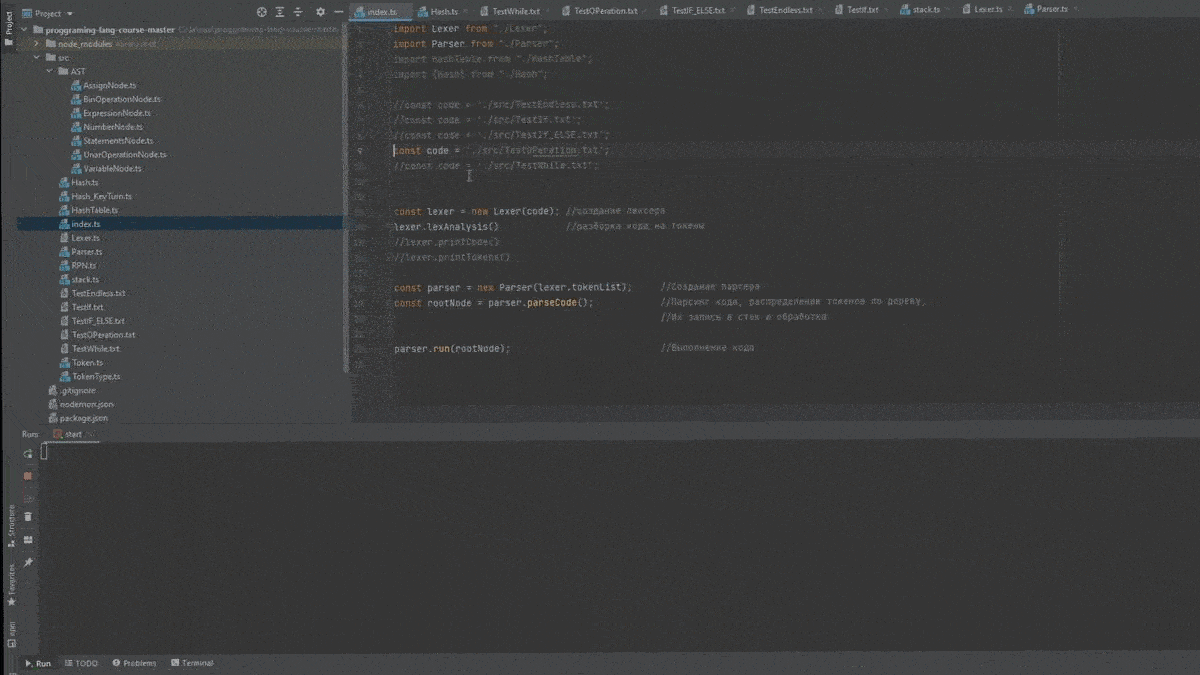 Project
index.ts
Hash.ts
TestWhile.txt
TestOPeration.txt
TestIF_ELSE.txt
TestEndless.txt
TestIf.txt
stack.ts
Lexer.ts
Parser.ts
Project
proggraming-lang-course-master
node_modules
src
AST
AssignNode.ts
BinOperationNode.ts
ExpressionNode.ts
NumberNode.ts
StatementsNode.ts
UnarOperationNode.ts
VariableNode.ts
Hash.ts
Hash_KeyTurn.ts
HashTable.ts
index.ts
Lexer.ts
Parser.ts
RPN.ts
stack.ts
TestEndless.txt
TestIf.txt
TestIF_ELSE.txt
TestOPeration.txt
TestWhile.txt
Token.ts
TokenType.ts
.gitignore
nodemon.json
package.json
import Lexer from "./Lexer";
import Parser from "./Parser";
import HashTable from "./HashTable";
import {Hash} from "./Hash";
//const code = './src/TestEndless.txt';
//const code = './src/TestIf.txt';
//const code = './src/TestIf_ELSE.txt';
const code = './src/TestOPeration.txt';
//const code = './src/TestWhile.txt';
const lexer = new Lexer(code); //создание лексера
lexer.lexAnalysis() //разборка кода на токены
//lexer.printCode()
//lexer.printTokens()
const parser = new Parser(lexer.tokenList); //Создание парсера
const rootNode = parser.parseCode(); //Парсинг кода, распределение токенов по дереву,
//Их запись в стек и обработка
parser.run(rootNode); //Выполнение кода
Run:
start
Structure
Favorites
npm
Run
TODO
Problems
Terminal